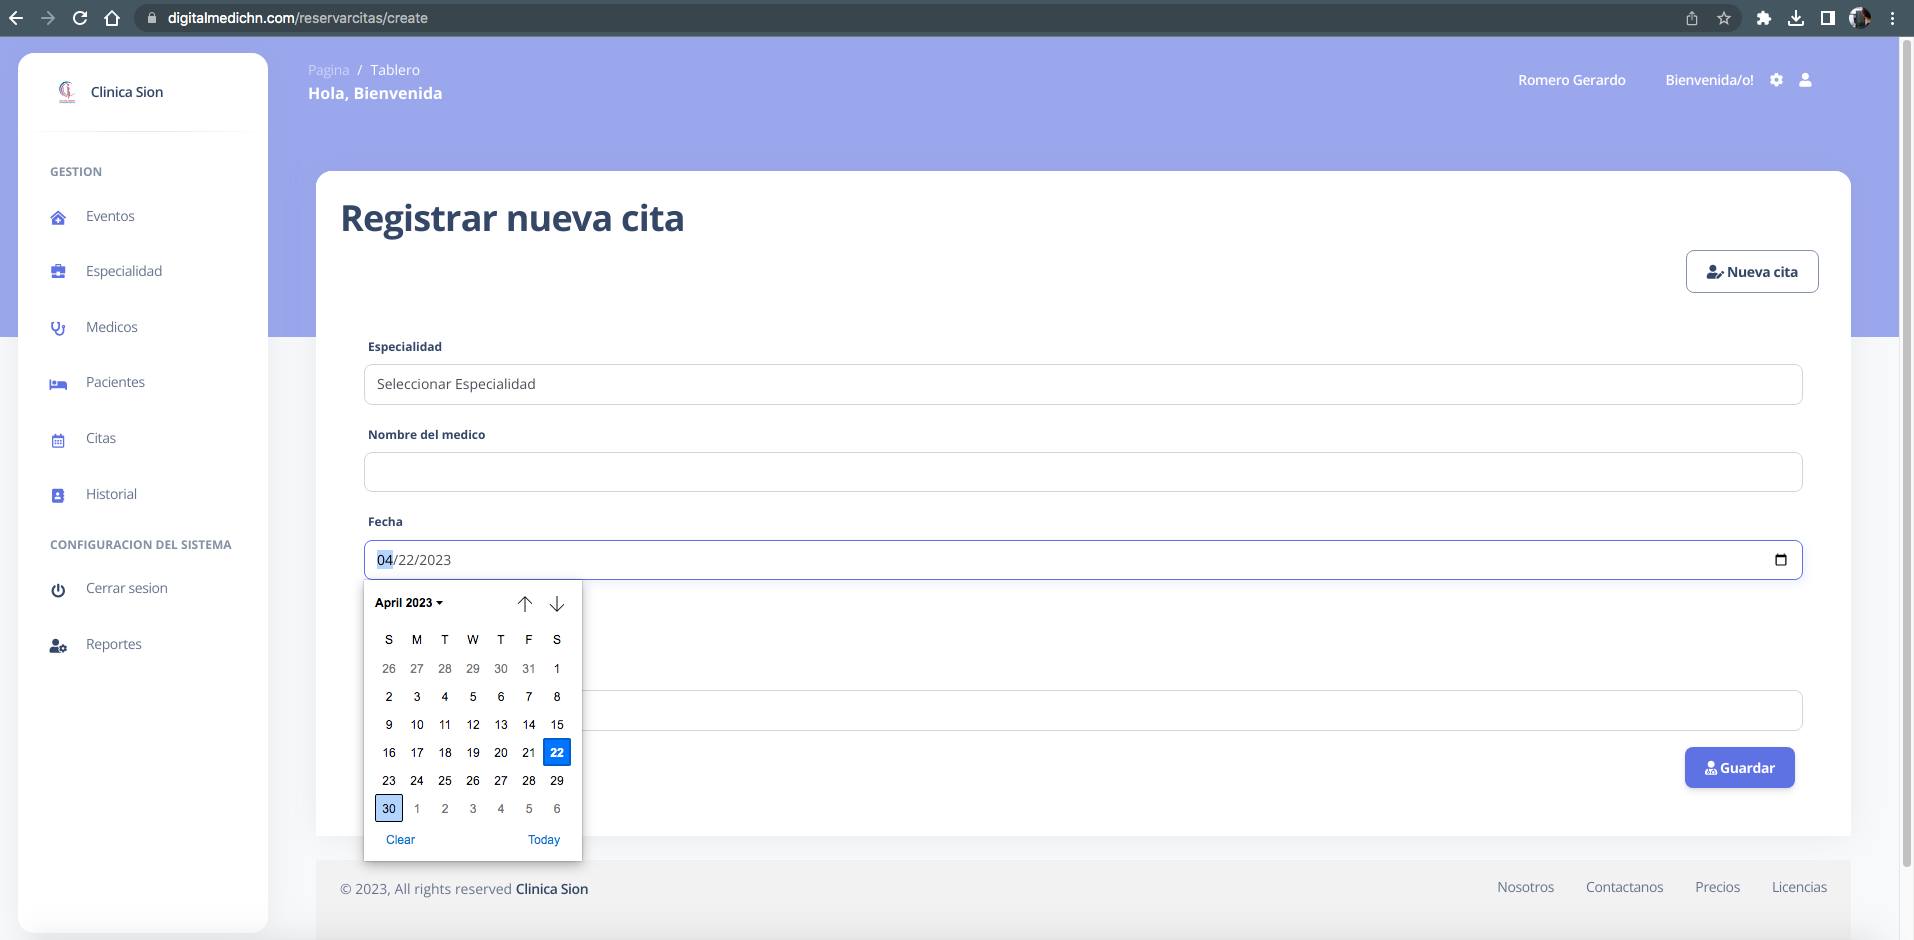 digitalmedichn.com/reservarcitas/create
Clinica Sion
Pagina / Tablero
Hola, Bienvenida
Romero Gerardo
Bienvenida/o!
GESTION
Eventos
Especialidad
Medicos
Pacientes
Citas
Historial
CONFIGURACION DEL SISTEMA
Cerrar sesion
Reportes
Registrar nueva cita
Nueva cita
Especialidad
Seleccionar Especialidad
Nombre del medico
Fecha
04/22/2023
April 2023
S M T W T F S
26 27 28 29 30 31 1
2 3 4 5 6 7 8
9 10 11 12 13 14 15
16 17 18 19 20 21 22
23 24 25 26 27 28 29
30 1 2 3 4 5 6
Clear Today
Guardar
© 2023, All rights reserved Clinica Sion
Nosotros Contactanos Precios Licencias